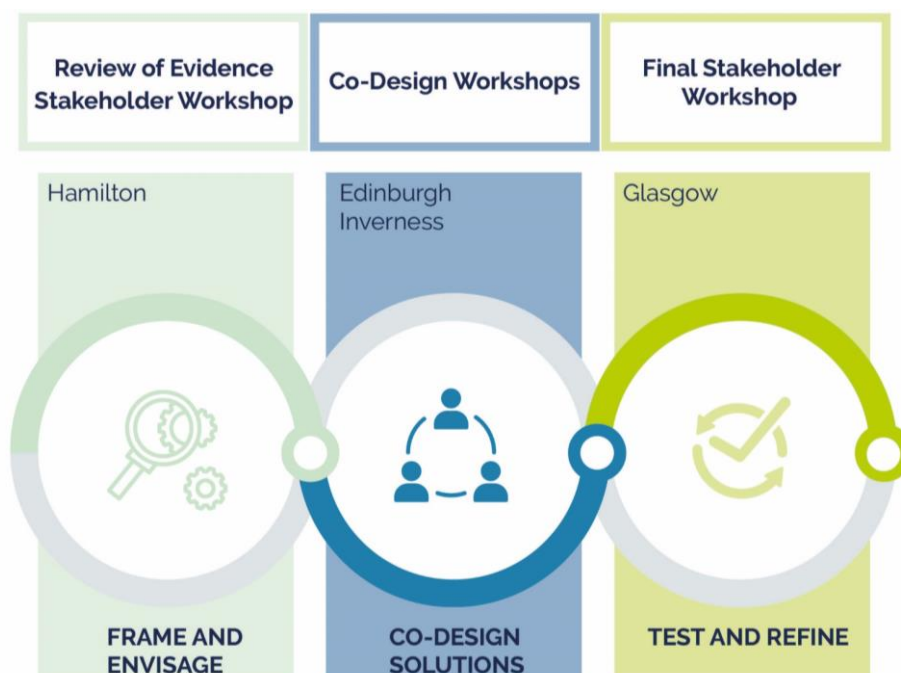 Review of Evidence
Stakeholder Workshop
Co-Design Workshops
Final Stakeholder
Workshop
Hamilton
Edinburgh
Inverness
Glasgow
FRAME AND
ENVISAGE
CO-DESIGN
SOLUTIONS
TEST AND REFINE